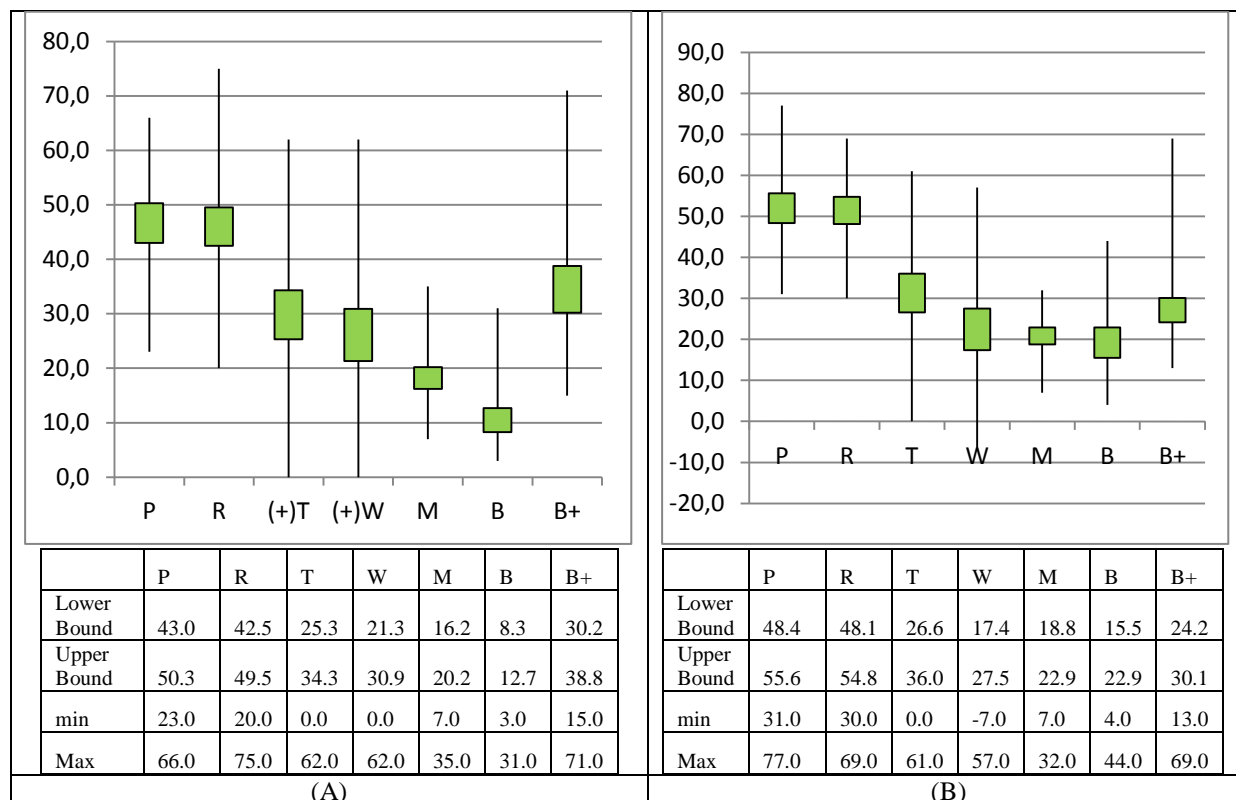 80,0
70,0
60,0
50,0
40,0
30,0
20,0
10,0
0,0
P R (+)T (+)W M B B+
P R T W M B B+
Lower Bound 43.0 42.5 25.3 21.3 16.2 8.3 30.2
Upper Bound 50.3 49.5 34.3 30.9 20.2 12.7 38.8
min 23.0 20.0 0.0 0.0 7.0 3.0 15.0
Max 66.0 75.0 62.0 62.0 35.0 31.0 71.0
(A)
90,0
80,0
70,0
60,0
50,0
40,0
30,0
20,0
10,0
0,0
-10,0
-20,0
P R T W M B B+
P R T W M B B+
Lower Bound 48.4 48.1 26.6 17.4 18.8 15.5 24.2
Upper Bound 55.6 54.8 36.0 27.5 22.9 22.9 30.1
min 31.0 30.0 0.0 -7.0 7.0 4.0 13.0
Max 77.0 69.0 61.0 57.0 32.0 44.0 69.0
(B)